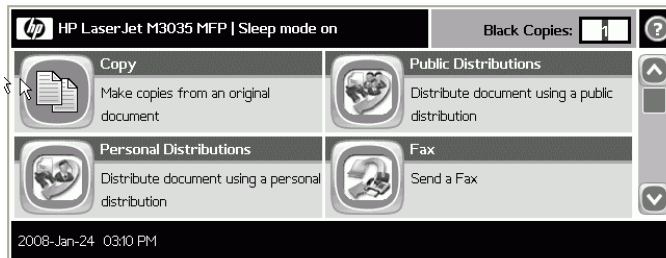 hp HP LaserJet M3035 MFP | Sleep mode on
Black Copies: 1
?
Copy
Make copies from an original
document
Public Distributions
Distribute document using a public
distribution
Personal Distributions
Distribute document using a personal
distribution
Fax
Send a Fax
2008-Jan-24 03:10 PM